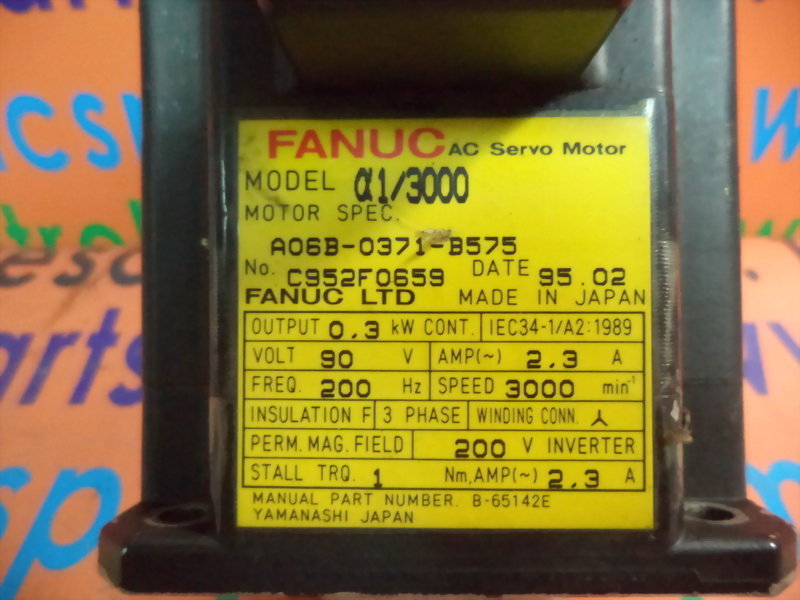 FANUC AC Servo Motor
MODEL α1/3000
MOTOR SPEC.
A06B-0371-B575
No. C952F0659 DATE 95.02
FANUC LTD MADE IN JAPAN
OUTPUT 0.3 kW CONT. IEC34-1/A2:1989
VOLT 90 V AMP(~) 2.3 A
FREQ. 200 Hz SPEED 3000 min⁻¹
INSULATION F 3 PHASE WINDING CONN.
PERM. MAG. FIELD 200 V INVERTER
STALL TRQ. 1 Nm, AMP(~) 2.3 A
MANUAL PART NUMBER. B-65142E
YAMANASHI JAPAN